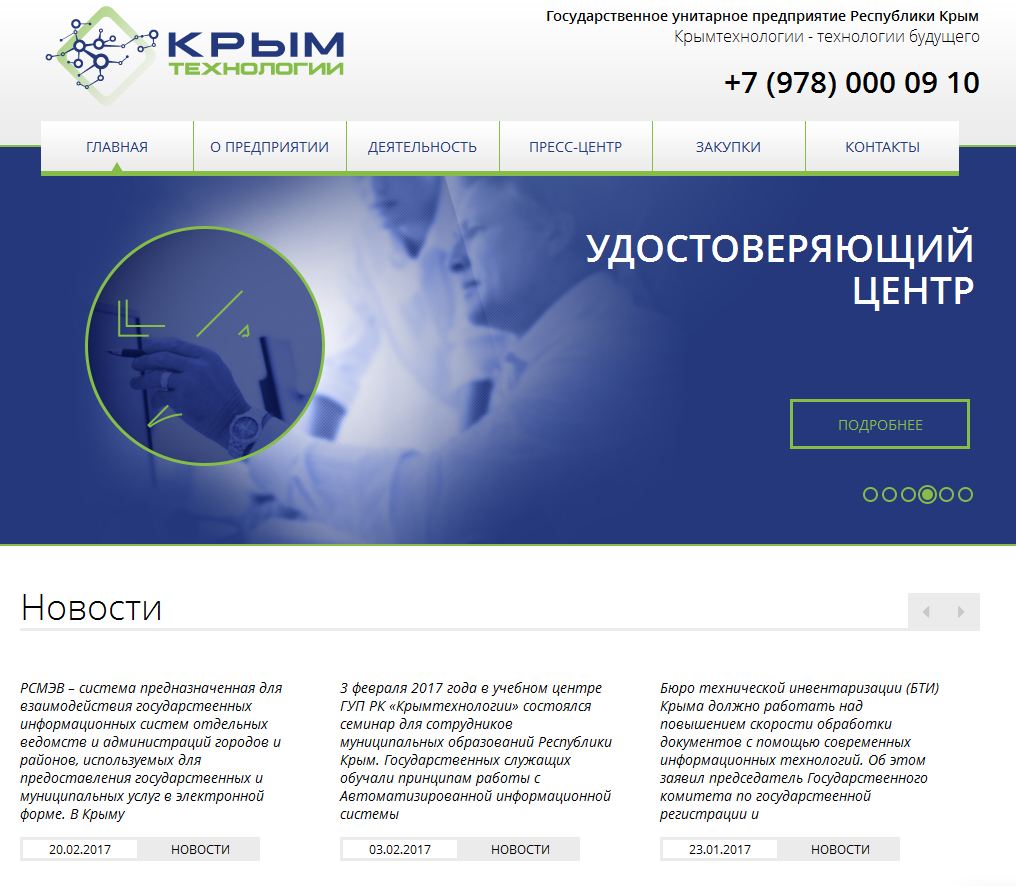 КРЫМ
ТЕХНОЛОГИИ
Государственное унитарное предприятие Республики Крым
Крымтехнологии - технологии будущего
+7 (978) 000 09 10
ГЛАВНАЯ
О ПРЕДПРИЯТИИ
ДЕЯТЕЛЬНОСТЬ
ПРЕСС-ЦЕНТР
ЗАКУПКИ
КОНТАКТЫ
УДОСТОВЕРЯЮЩИЙ
ЦЕНТР
ПОДРОБНЕЕ
Новости
РСМЭВ – система предназначенная для
взаимодействия государственных
информационных систем отдельных
ведомств и администраций городов и
районов, используемых для
предоставления государственных и
муниципальных услуг в электронной
форме. В Крыму
20.02.2017
НОВОСТИ
3 февраля 2017 года в учебном центре
ГУП РК «Крымтехнологии» состоялся
семинар для сотрудников
муниципальных образований Республики
Крым. Государственных служащих
обучали принципам работы с
Автоматизированной информационной
системы
03.02.2017
НОВОСТИ
Бюро технической инвентаризации (БТИ)
Крыма должно работать над
повышением скорости обработки
документов с помощью современных
информационных технологий. Об этом
заявил председатель Государственного
комитета по государственной
регистрации и
23.01.2017
НОВОСТИ